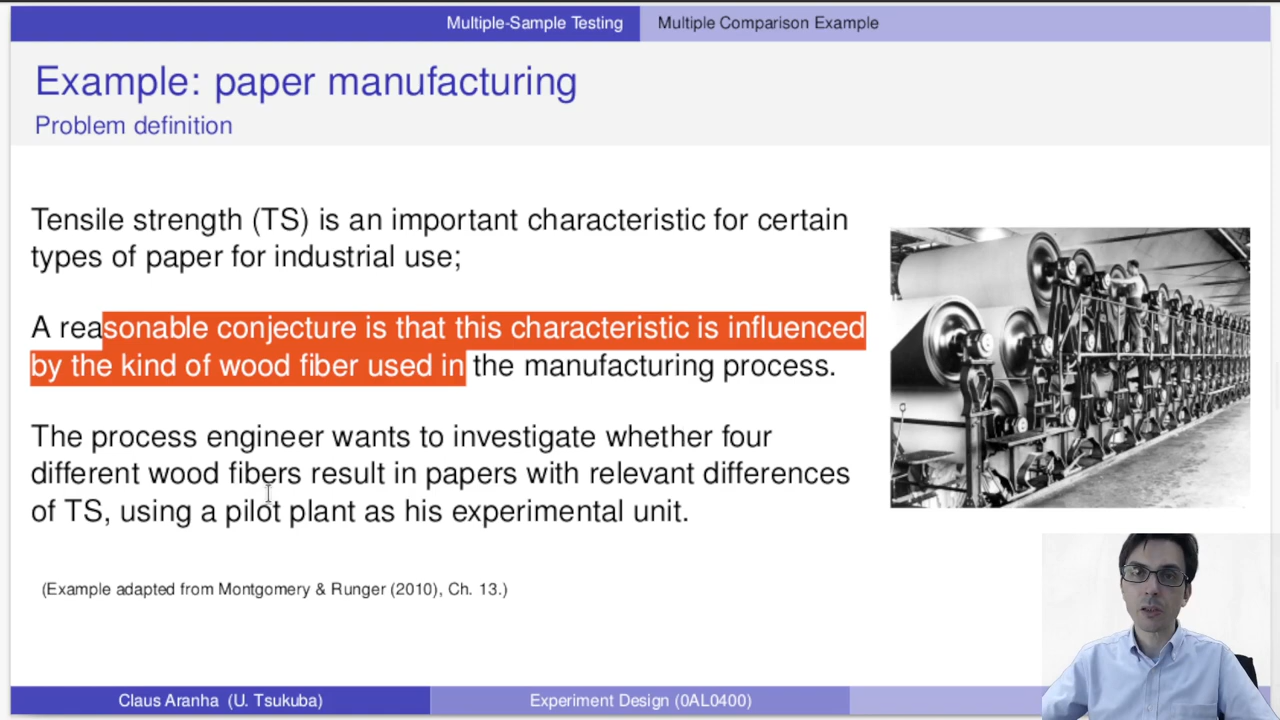 Multiple-Sample Testing
Multiple Comparison Example
Example: paper manufacturing
Problem definition
Tensile strength (TS) is an important characteristic for certain
types of paper for industrial use;
A reasonable conjecture is that this characteristic is influenced
by the kind of wood fiber used in the manufacturing process.
The process engineer wants to investigate whether four
different wood fibers result in papers with relevant differences
of TS, using a pilot plant as his experimental unit.
(Example adapted from Montgomery & Runger (2010), Ch. 13.)
Claus Aranha (U. Tsukuba)
Experiment Design (0AL0400)